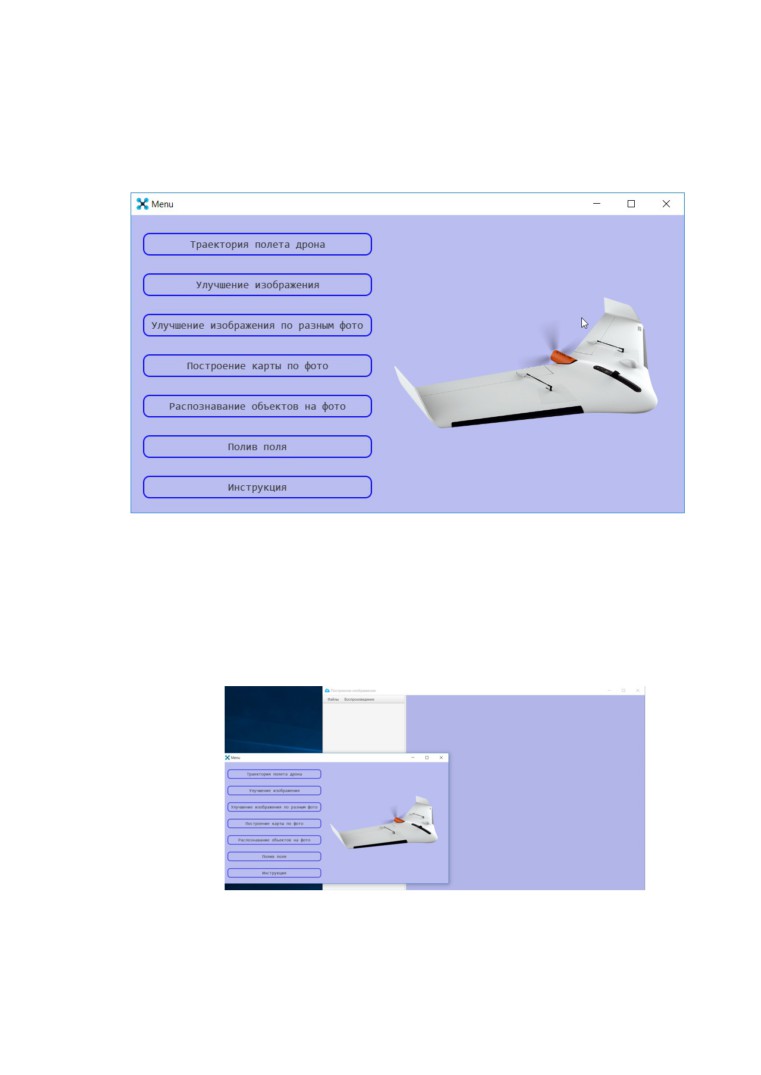 Menu
Траектория полета дрона
Улучшение изображения
Улучшение изображения по разным фото
Построение карты по фото
Распознавание объектов на фото
Полив поля
Инструкция
Файлы Воспроизведение
Menu
Траектория полета дрона
Улучшение изображения
Улучшение изображения по разным фото
Построение карты по фото
Распознавание объектов на фото
Полив поля
Инструкция